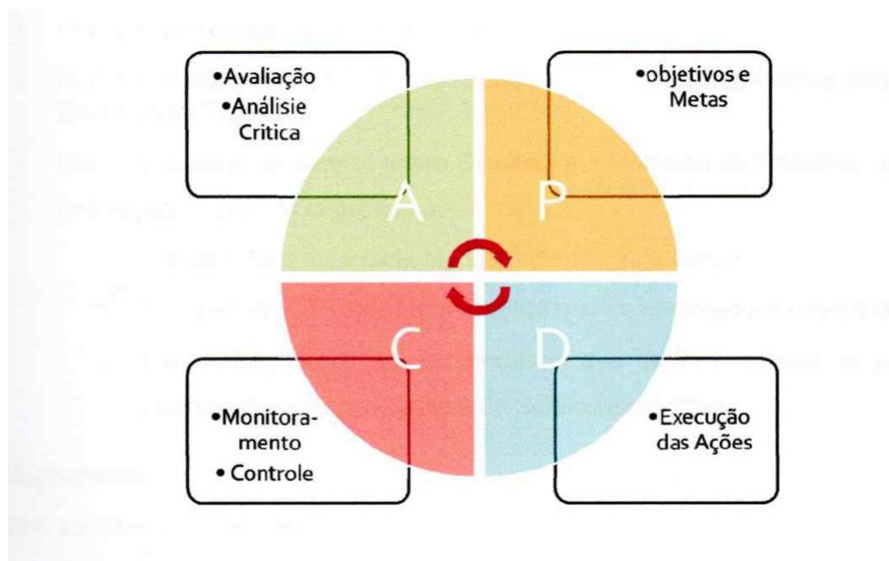 •Avaliação
•Análisie
Critica
•objetivos e
Metas
A
P
C
D
•Monitora-
mento
• Controle
•Execução
das Ações